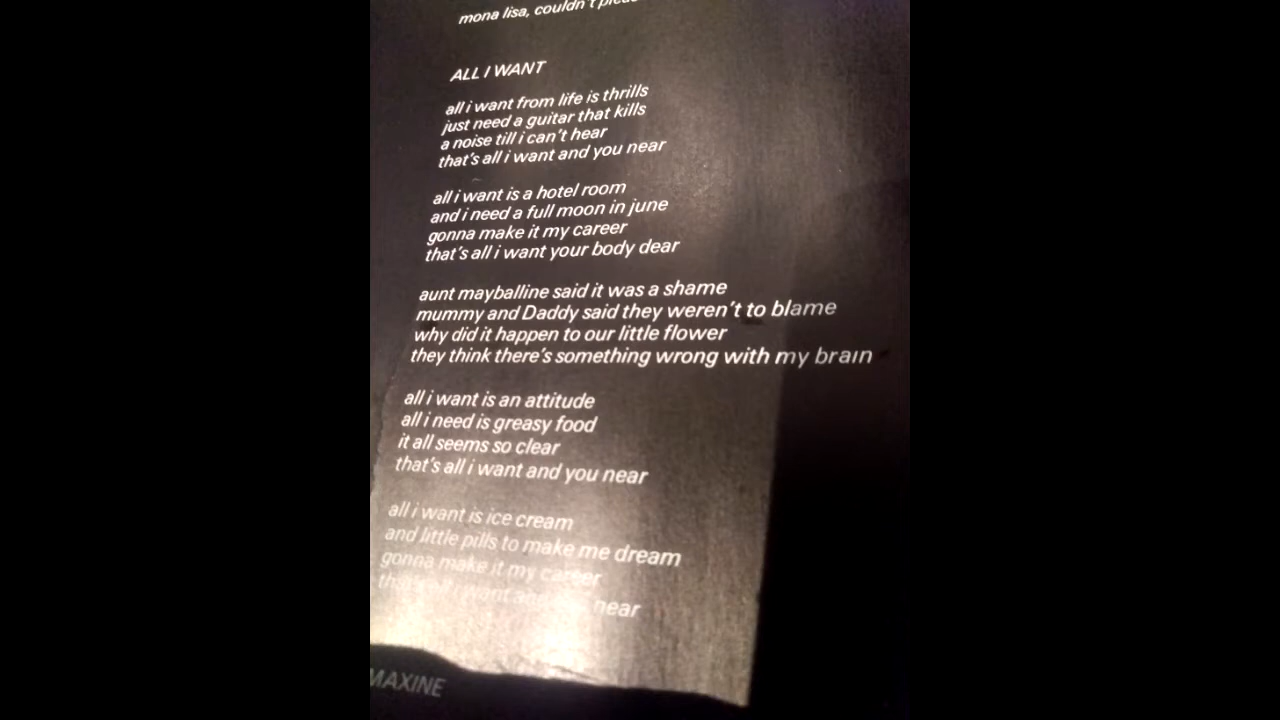 mona lisa, couldn't
ALL I WANT
all i want from life is thrills
just need a guitar that kills
a noise till i can't hear
that's all i want and you near
all i want is a hotel room
and i need a full moon in june
gonna make it my career
that's all i want your body dear
aunt mayballine said it was a shame
mummy and Daddy said they weren't to blame
why did it happen to our little flower
they think there's something wrong with my brain
all i want is an attitude
all i need is greasy food
it all seems so clear
that's all i want and you near
all i want is ice cream
and little pills to make me dream
gonna make it my career
that's all i want and near
MAXINE